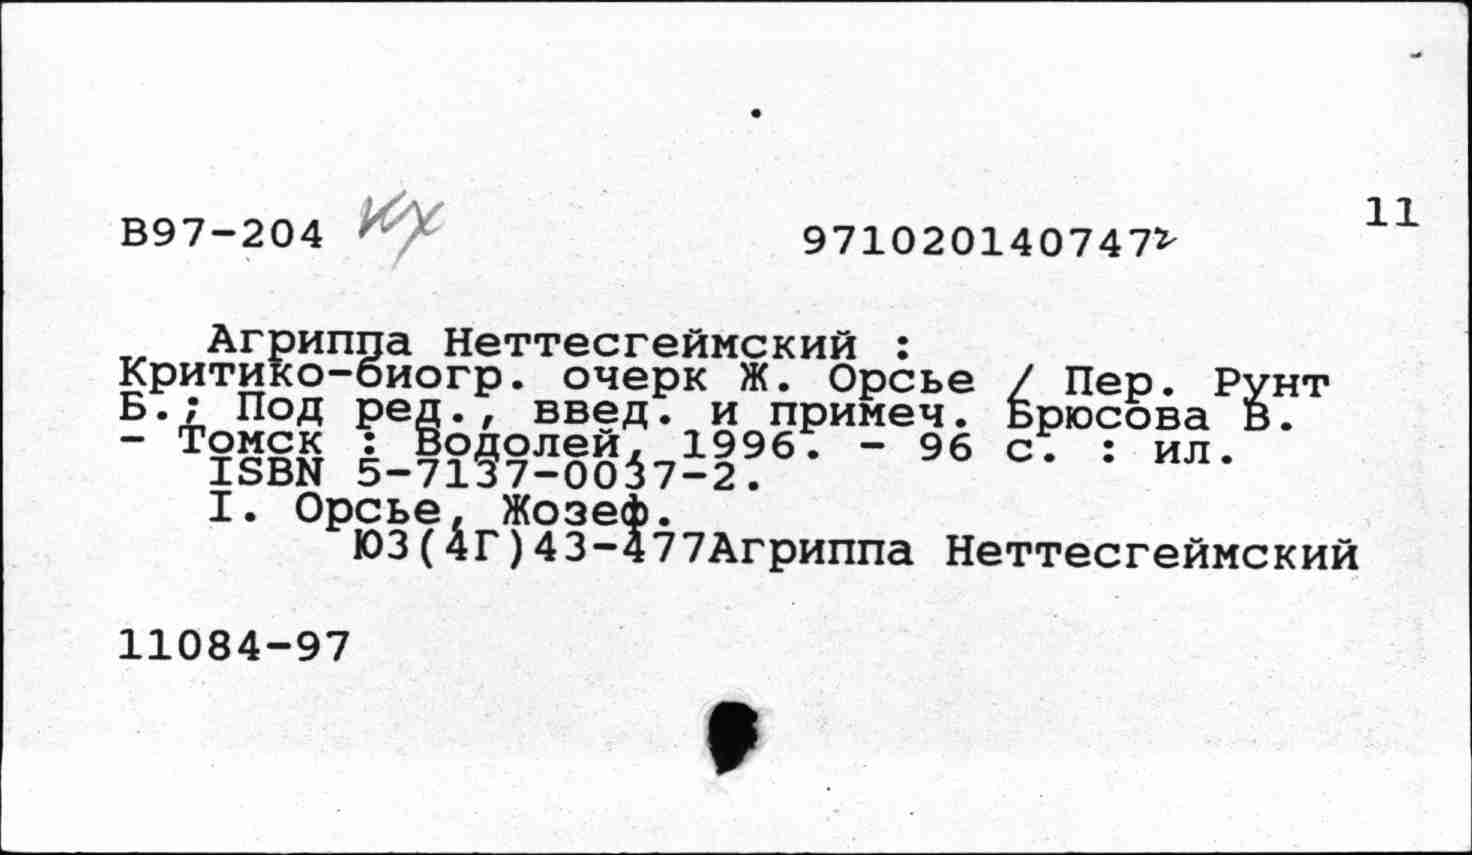 11
В97-204 кх 971020140747
Агриппа Неттесгеймский :
Критико-биогр. очерк Ж. Орсье / Пер. Рунт
Б.; Под ред., введ. и примеч. Брюсова В.
- Томск : Водолей, 1996. - 96 с. : ил.
ISBN 5-7137-0037-2.
I. Орсье, Жозеф.
Ю3(4Г)43-477Агриппа Неттесгеймский
11084-97